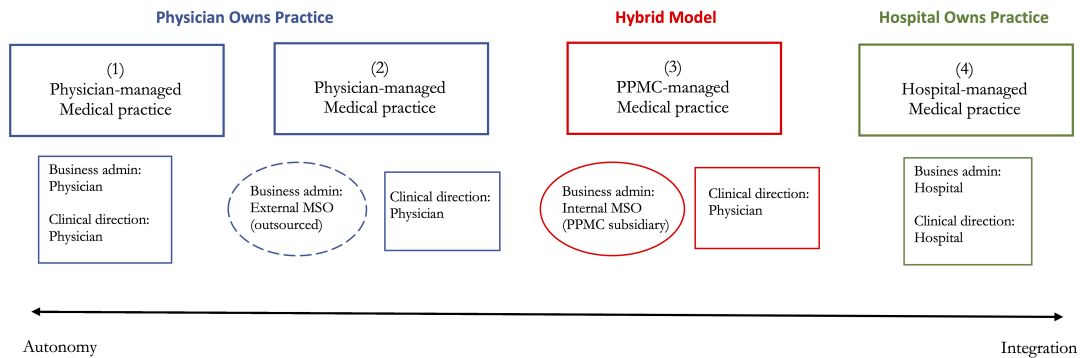 Physician Owns Practice
Hybrid Model
Hospital Owns Practice
(1)
Physician-managed
Medical practice
(2)
Physician-managed
Medical practice
(3)
PPMC-managed
Medical practice
(4)
Hospital-managed
Medical practice
Business admin:
Physician
Clinical direction:
Physician
Business admin:
External MSO
(outsourced)
Clinical direction:
Physician
Business admin:
Internal MSO
(PPMC subsidiary)
Clinical direction:
Physician
Busines admin:
Hospital
Clinical direction:
Hospital
Autonomy
Integration